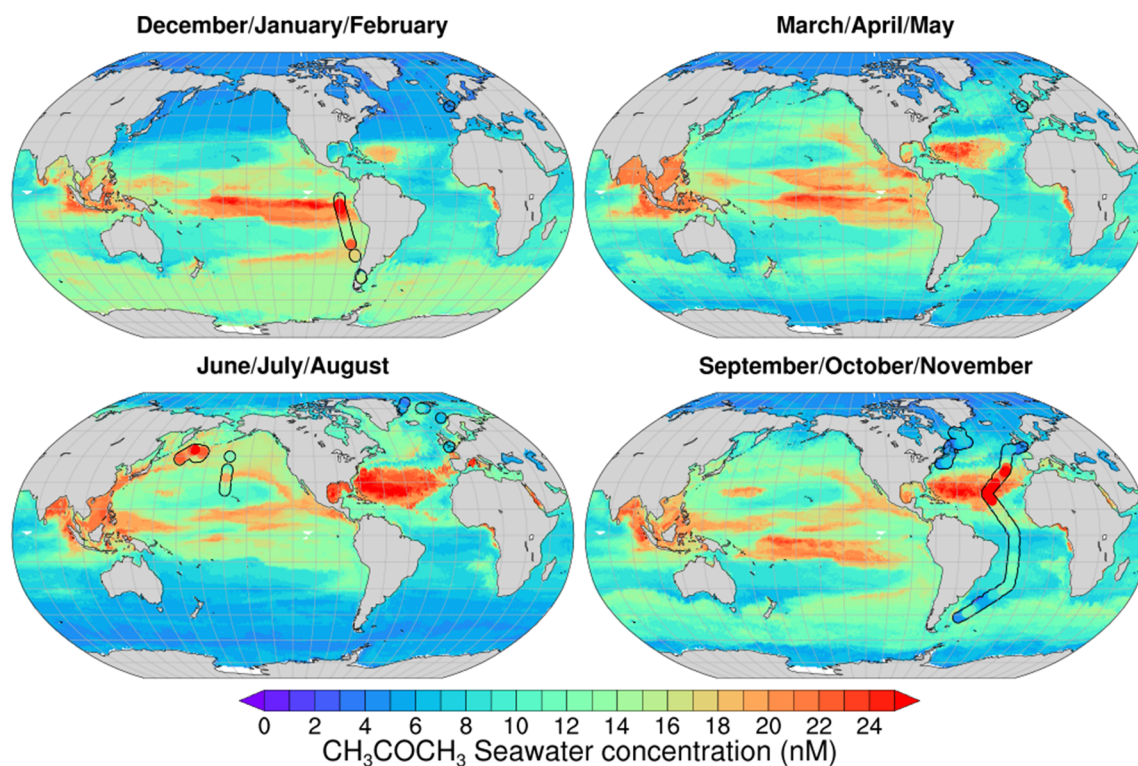 December/January/February
March/April/May
June/July/August
September/October/November
0 2 4 6 8 10 12 14 16 18 20 22 24
CH₃COCH₃ Seawater concentration (nM)